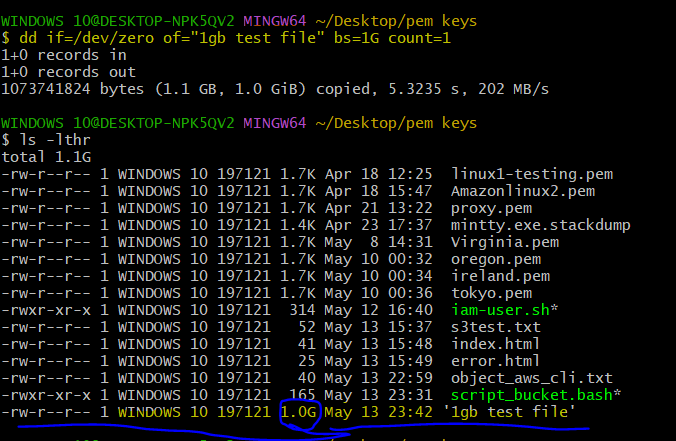 WINDOWS 10@DESKTOP-NPK5QV2 MINGW64 ~/Desktop/pem keys
$ dd if=/dev/zero of="1gb test file" bs=1G count=1
1+0 records in
1+0 records out
1073741824 bytes (1.1 GB, 1.0 GiB) copied, 5.3235 s, 202 MB/s
WINDOWS 10@DESKTOP-NPK5QV2 MINGW64 ~/Desktop/pem keys
$ ls -lthr
total 1.1G
-rw-r--r-- 1 WINDOWS 10 197121 1.7K Apr 18 12:25  linux1-testing.pem
-rw-r--r-- 1 WINDOWS 10 197121 1.7K Apr 18 15:47  Amazonlinux2.pem
-rw-r--r-- 1 WINDOWS 10 197121 1.7K Apr 21 13:22  proxy.pem
-rw-r--r-- 1 WINDOWS 10 197121 1.4K Apr 23 17:37  mintty.exe.stackdump
-rw-r--r-- 1 WINDOWS 10 197121 1.7K May  8 14:31  Virginia.pem
-rw-r--r-- 1 WINDOWS 10 197121 1.7K May 10 00:32  oregon.pem
-rw-r--r-- 1 WINDOWS 10 197121 1.7K May 10 00:34  ireland.pem
-rw-r--r-- 1 WINDOWS 10 197121 1.7K May 10 00:36  tokyo.pem
-rwxr-xr-x 1 WINDOWS 10 197121  314 May 12 16:40  iam-user.sh*
-rw-r--r-- 1 WINDOWS 10 197121   52 May 13 15:37  s3test.txt
-rw-r--r-- 1 WINDOWS 10 197121   41 May 13 15:48  index.html
-rw-r--r-- 1 WINDOWS 10 197121   25 May 13 15:49  error.html
-rw-r--r-- 1 WINDOWS 10 197121   40 May 13 22:59  object_aws_cli.txt
-rwxr-xr-x 1 WINDOWS 10 197121  165 May 13 23:31  script_bucket.bash*
-rw-r--r-- 1 WINDOWS 10 197121 1.0G May 13 23:42 '1gb test file'